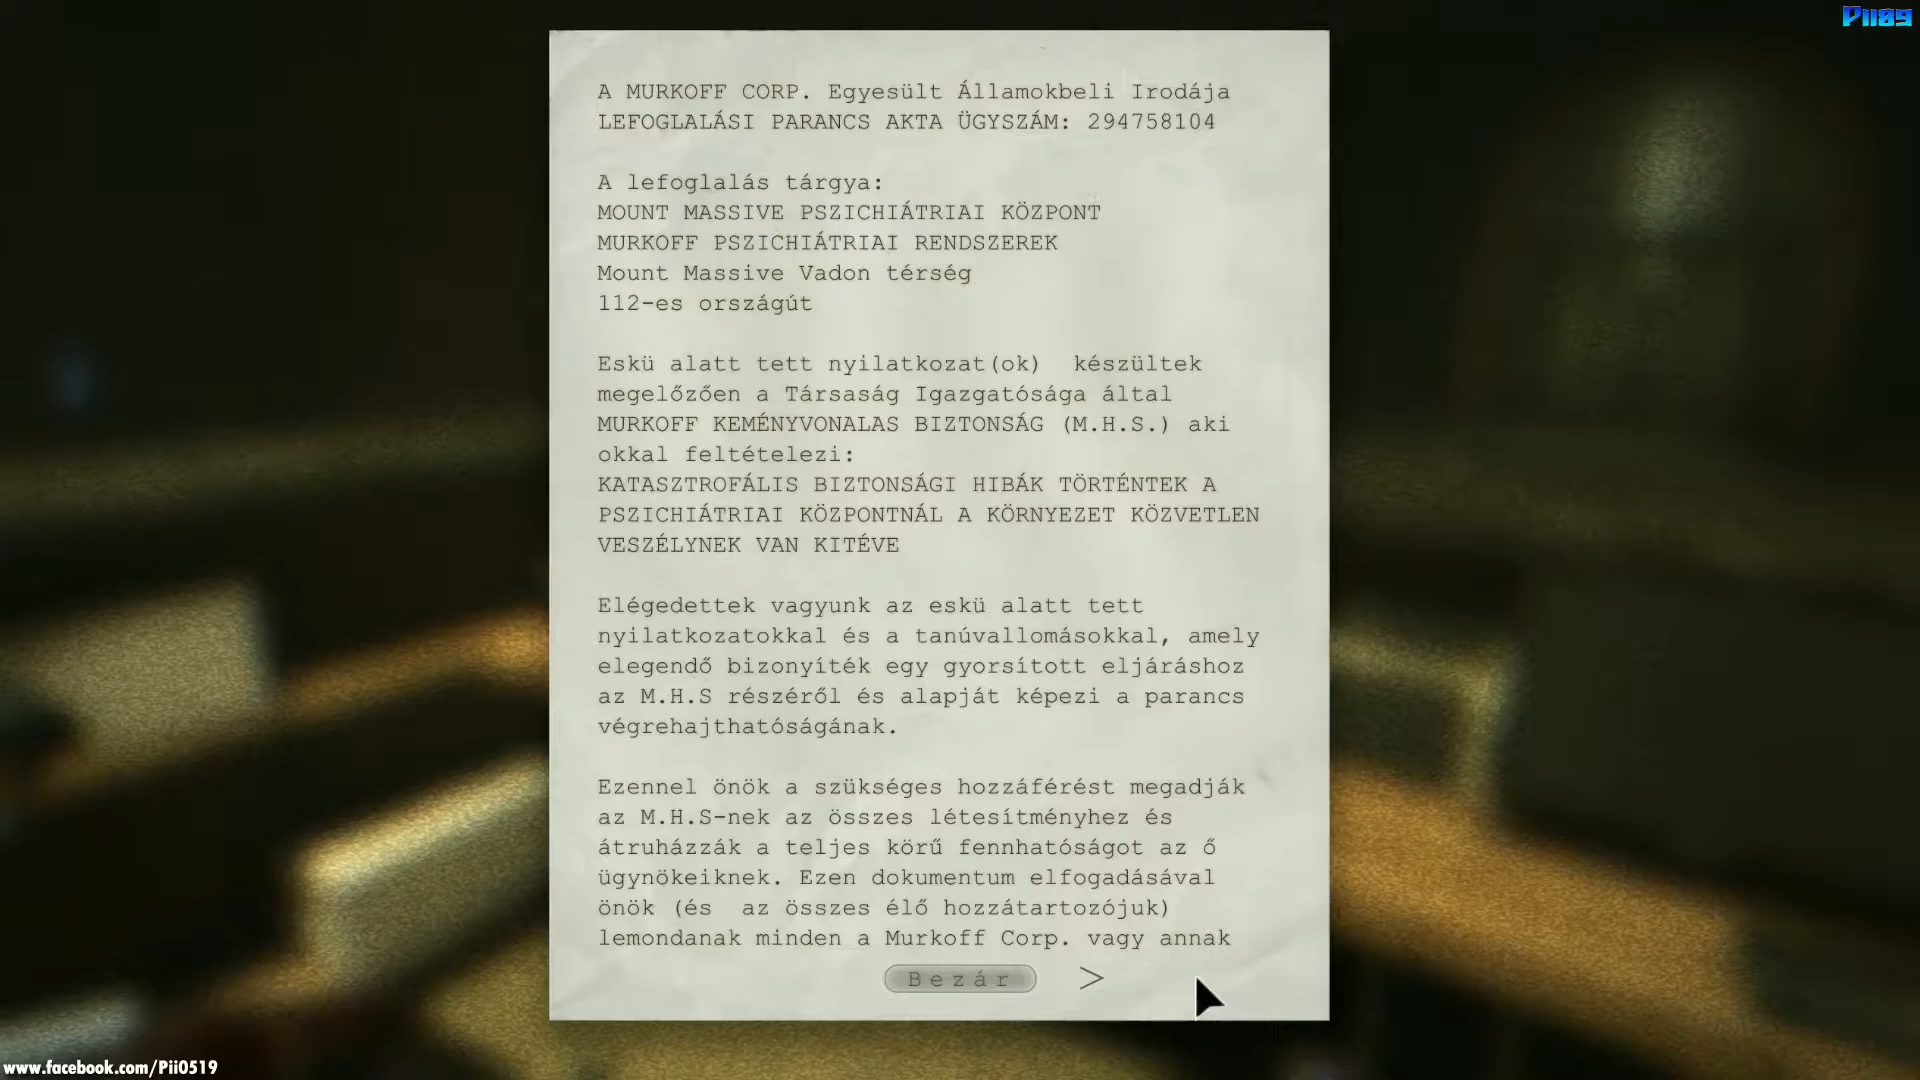 Pii89
A MURKOFF CORP. Egyesült Államokbeli Irodája
LEFOGLALÁSI PARANCS AKTA ÜGYSZÁM: 294758104
A lefoglalás tárgya:
MOUNT MASSIVE PSZICHIÁTRIAI KÖZPONT
MURKOFF PSZICHIÁTRIAI RENDSZEREK
Mount Massive Vadon térség
112-es országút
Eskü alatt tett nyilatkozat(ok)  készültek
megelőzően a Társaság Igazgatósága által
MURKOFF KEMÉNYVONALAS BIZTONSÁG (M.H.S.) aki
okkal feltételezi:
KATASZTROFÁLIS BIZTONSÁGI HIBÁK TÖRTÉNTEK A
PSZICHIÁTRIAI KÖZPONTNÁL A KÖRNYEZET KÖZVETLEN
VESZÉLYNEK VAN KITÉVE
Elégedettek vagyunk az eskü alatt tett
nyilatkozatokkal és a tanúvallomásokkal, amely
elegendő bizonyíték egy gyorsított eljáráshoz
az M.H.S részéről és alapját képezi a parancs
végrehajthatóságának.
Ezennel önök a szükséges hozzáférést megadják
az M.H.S-nek az összes létesítményhez és
átruházzák a teljes körű fennhatóságot az ő
ügynökeiknek. Ezen dokumentum elfogadásával
önök (és  az összes élő hozzátartozójuk)
lemondanak minden a Murkoff Corp. vagy annak
Bezár >
www.facebook.com/Pii0519